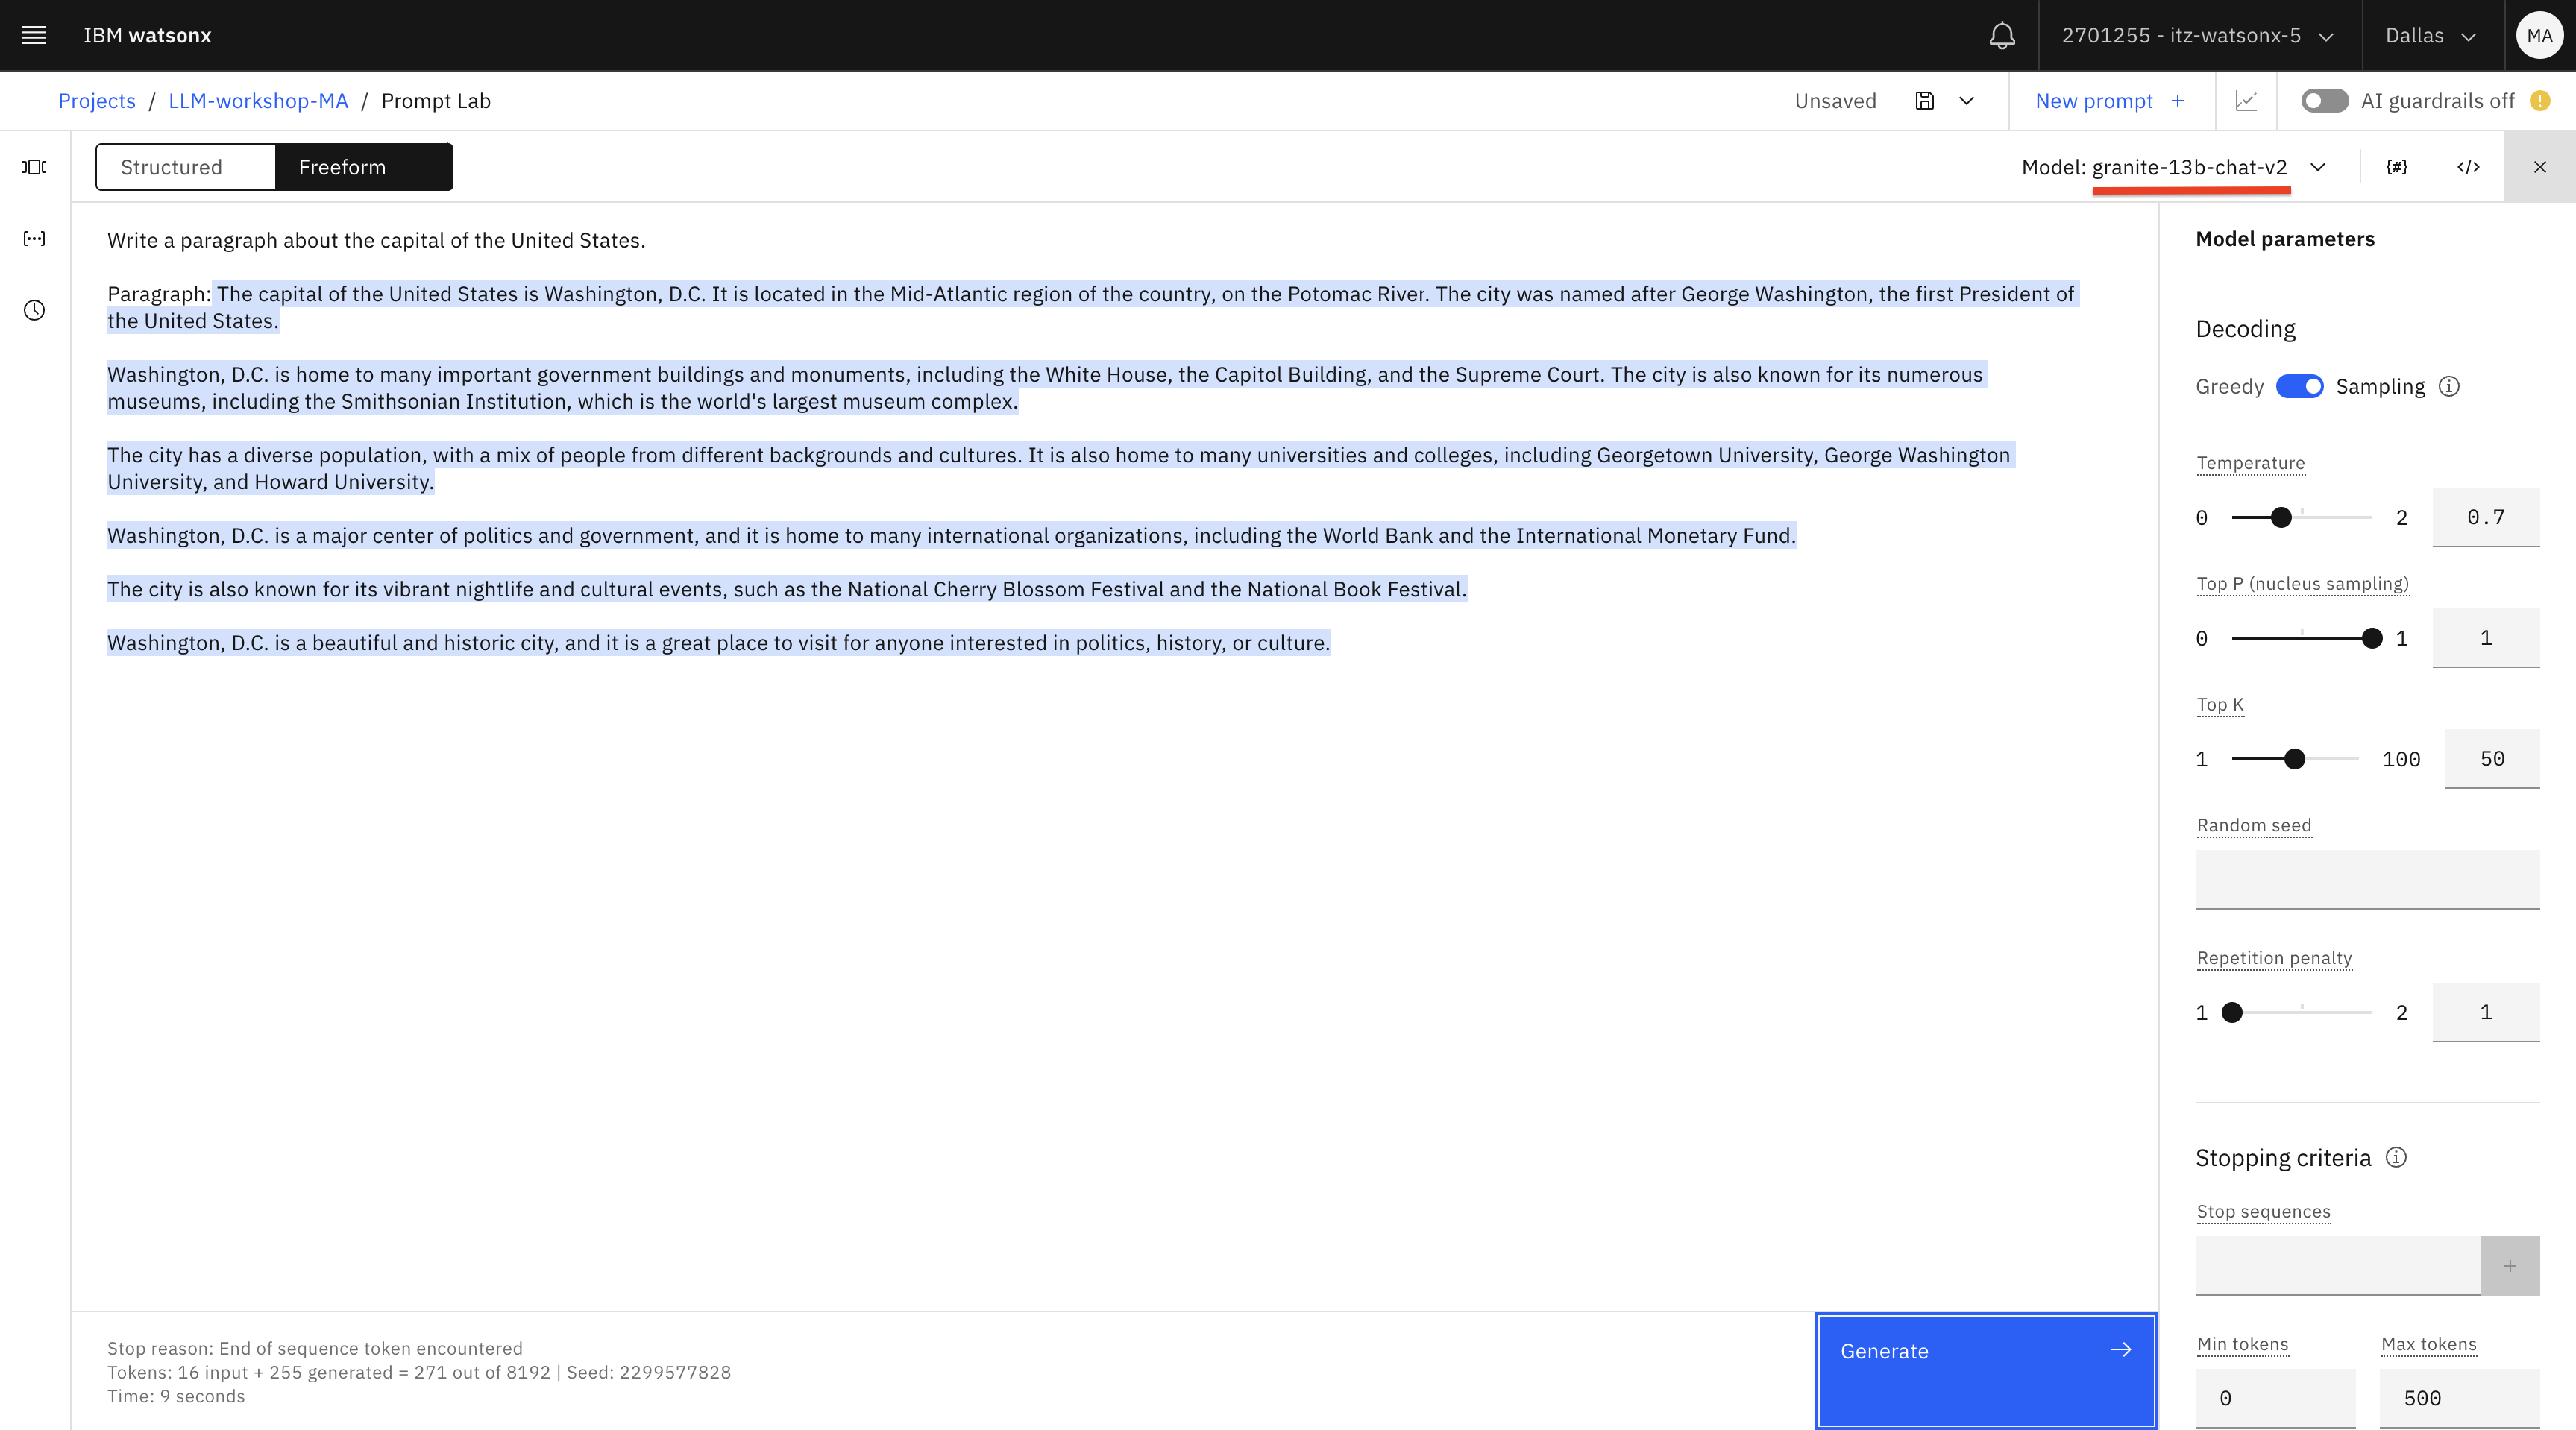 IBM watsonx
2701255 - itz-watsonx-5
Dallas
MA
Projects / LLM-workshop-MA / Prompt Lab
Unsaved
New prompt +
AI guardrails off
Structured
Freeform
Model: granite-13b-chat-v2
{#}
</>
Write a paragraph about the capital of the United States.
Paragraph: The capital of the United States is Washington, D.C. It is located in the Mid-Atlantic region of the country, on the Potomac River. The city was named after George Washington, the first President of
the United States.
Washington, D.C. is home to many important government buildings and monuments, including the White House, the Capitol Building, and the Supreme Court. The city is also known for its numerous
museums, including the Smithsonian Institution, which is the world's largest museum complex.
The city has a diverse population, with a mix of people from different backgrounds and cultures. It is also home to many universities and colleges, including Georgetown University, George Washington
University, and Howard University.
Washington, D.C. is a major center of politics and government, and it is home to many international organizations, including the World Bank and the International Monetary Fund.
The city is also known for its vibrant nightlife and cultural events, such as the National Cherry Blossom Festival and the National Book Festival.
Washington, D.C. is a beautiful and historic city, and it is a great place to visit for anyone interested in politics, history, or culture.
Stop reason: End of sequence token encountered
Tokens: 16 input + 255 generated = 271 out of 8192 | Seed: 2299577828
Time: 9 seconds
Generate
Model parameters
Decoding
Greedy Sampling
Temperature
0 2 0.7
Top P (nucleus sampling)
0 1 1
Top K
1 100 50
Random seed
Repetition penalty
1 2 1
Stopping criteria
Stop sequences
+
Min tokens Max tokens
0 500